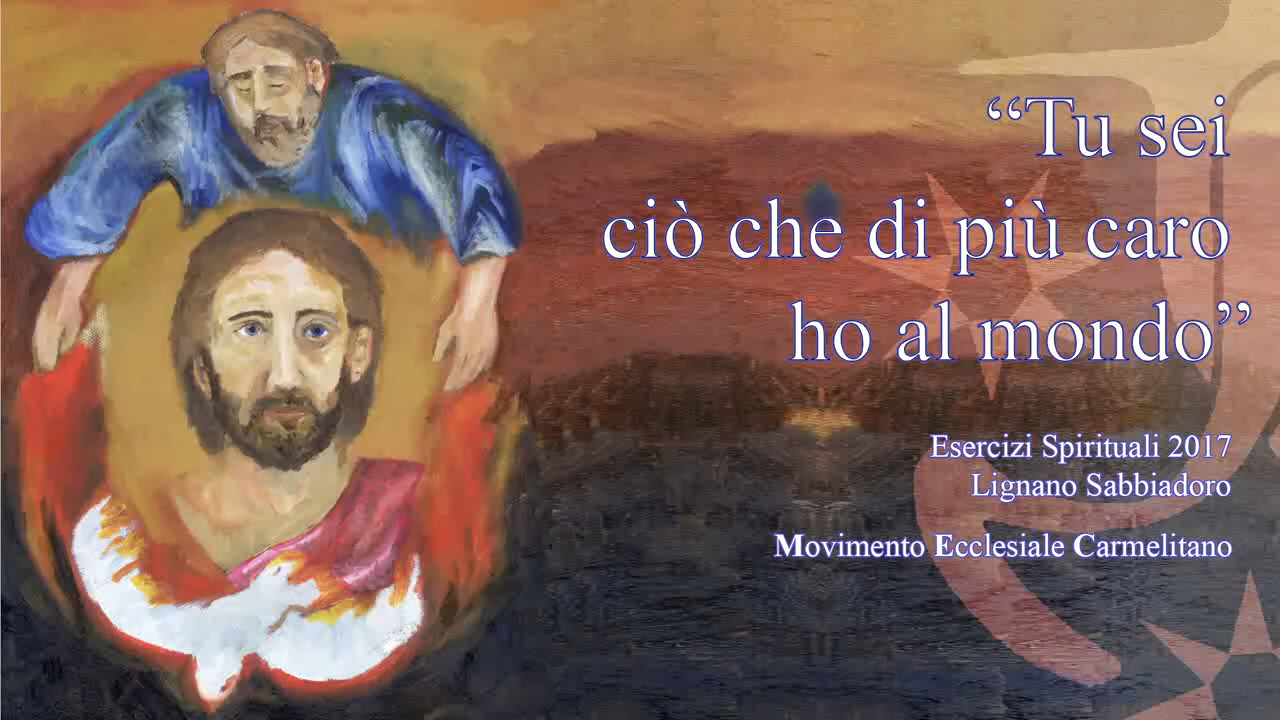 “Tu sei
ciò che di più caro
ho al mondo”
Esercizi Spirituali 2017
Lignano Sabbiadoro
Movimento Ecclesiale Carmelitano